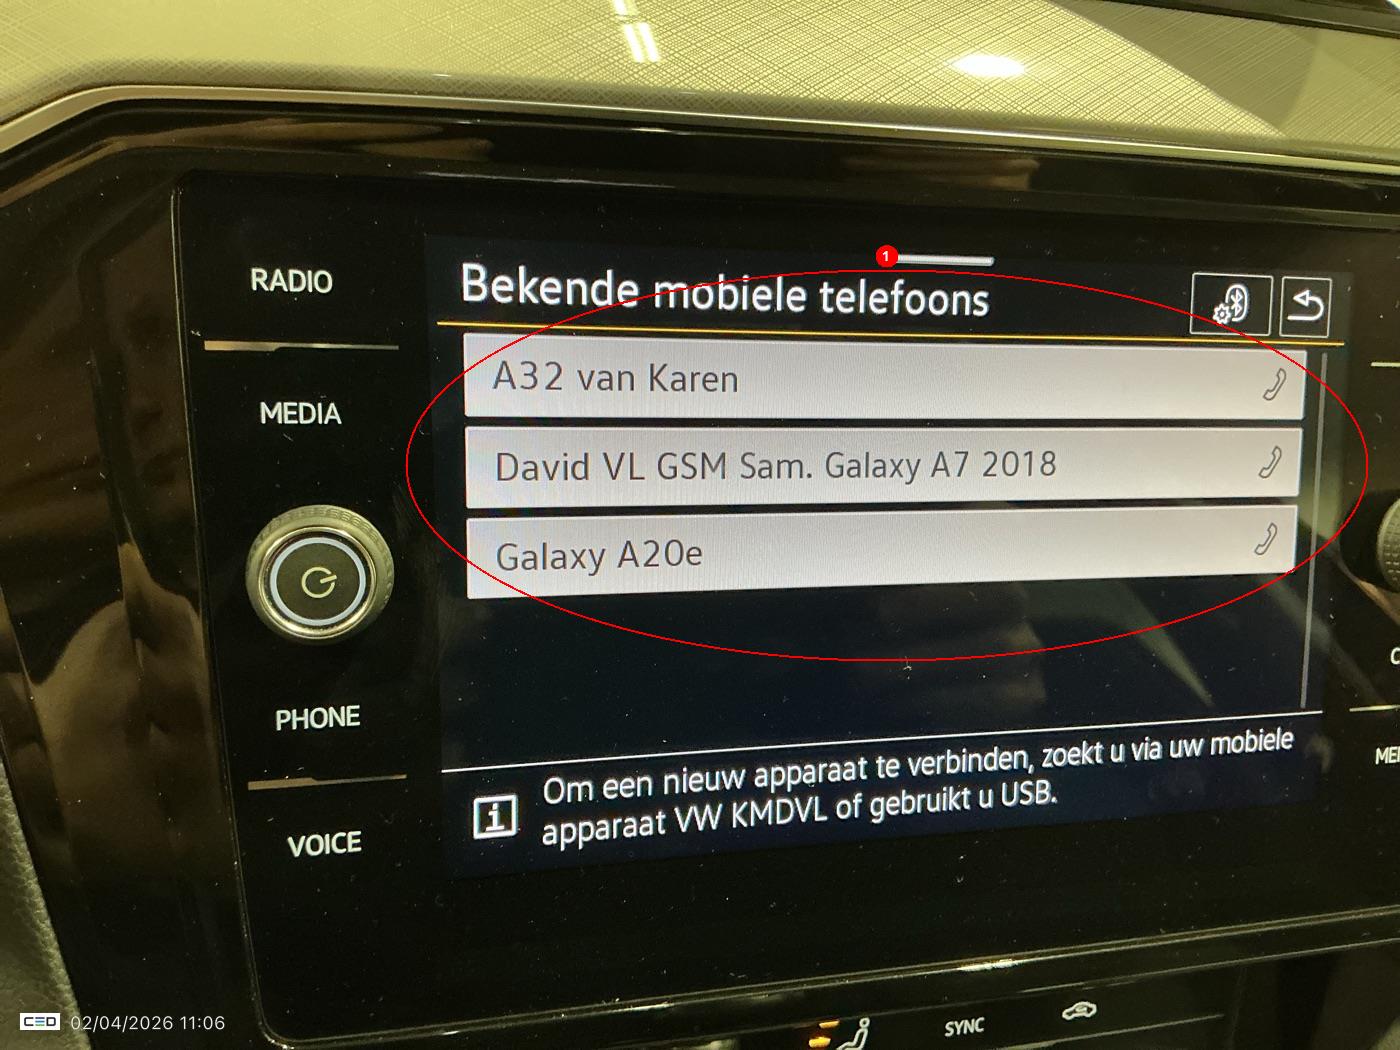 1
Bekende mobiele telefoons
RADIO
A32 van Karen
MEDIA
David VL GSM Sam. Galaxy A7 2018
Galaxy A20e
PHONE
Om een nieuw apparaat te verbinden, zoekt u via uw mobiele
apparaat VW KMDVL of gebruikt u USB.
VOICE
SYNC
CED 02/04/2026 11:06